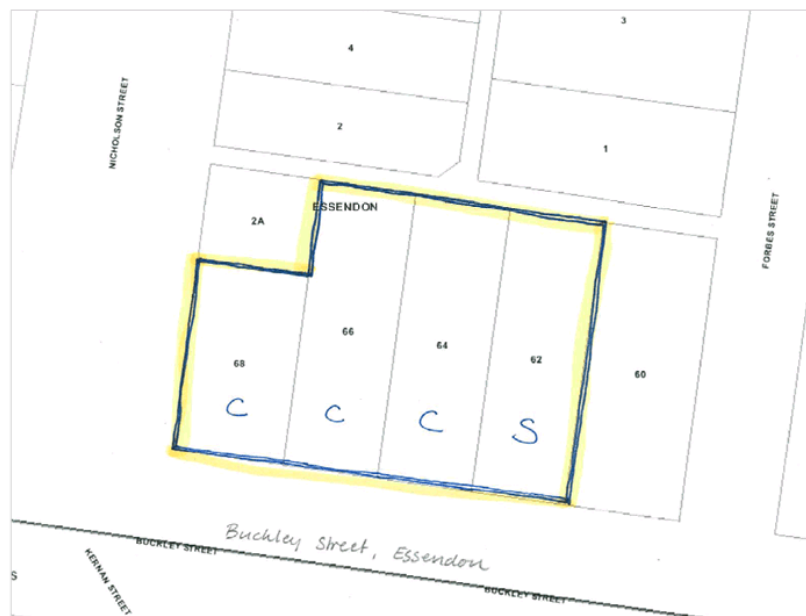 3
4
NICHOLSON STREET
2
1
ESSENDON
2A
FORBES STREET
66
64
62
60
68
C
C
C
S
Buckley Street, Essendon
BUCKLEY STREET
KERNAN STREET
S
BUCKLEY STREET